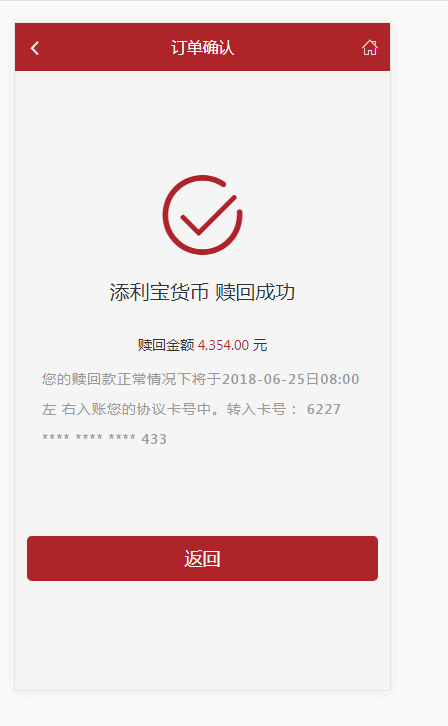 订单确认
添利宝货币 赎回成功
赎回金额 4,354.00 元
您的赎回款正常情况下将于2018-06-25日08:00
左 右入账您的协议卡号中。转入卡号： 6227
**** **** **** 433
返回